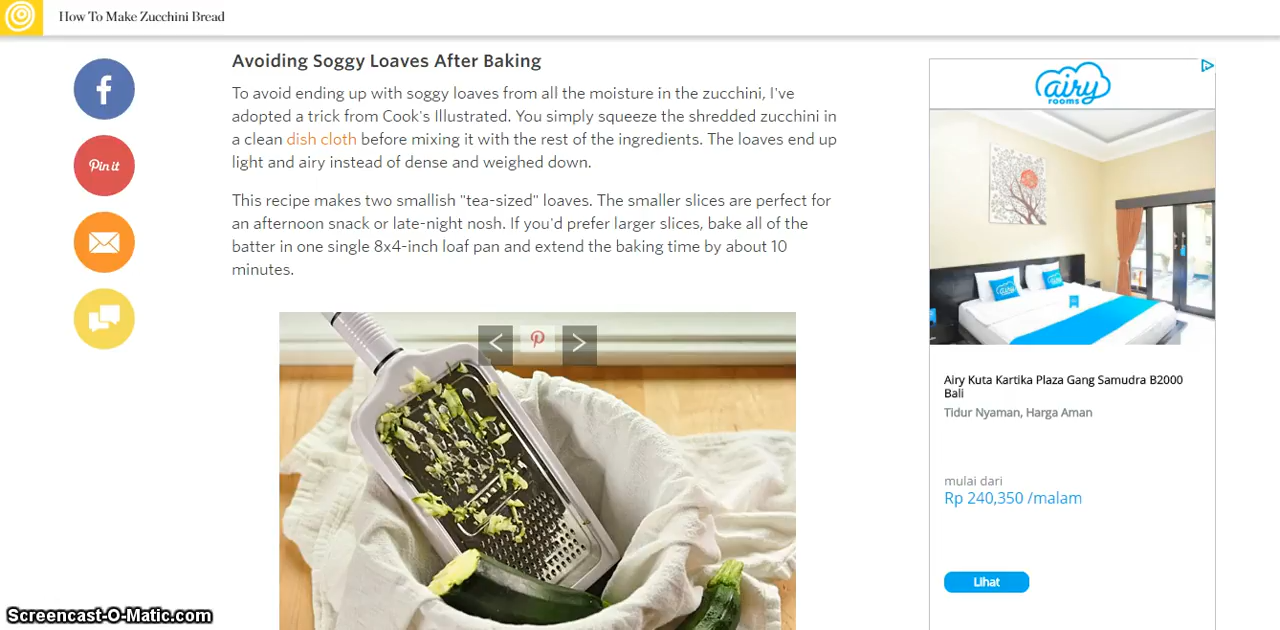 How To Make Zucchini Bread
Avoiding Soggy Loaves After Baking
To avoid ending up with soggy loaves from all the moisture in the zucchini, I've
adopted a trick from Cook's Illustrated. You simply squeeze the shredded zucchini in
a clean dish cloth before mixing it with the rest of the ingredients. The loaves end up
light and airy instead of dense and weighed down.
This recipe makes two smallish "tea-sized" loaves. The smaller slices are perfect for
an afternoon snack or late-night nosh. If you'd prefer larger slices, bake all of the
batter in one single 8x4-inch loaf pan and extend the baking time by about 10
minutes.
Pin it
airy
rooms
Airy Kuta Kartika Plaza Gang Samudra B2000
Bali
Tidur Nyaman, Harga Aman
mulai dari
Rp 240,350 /malam
Lihat
Screencast-O-Matic.com